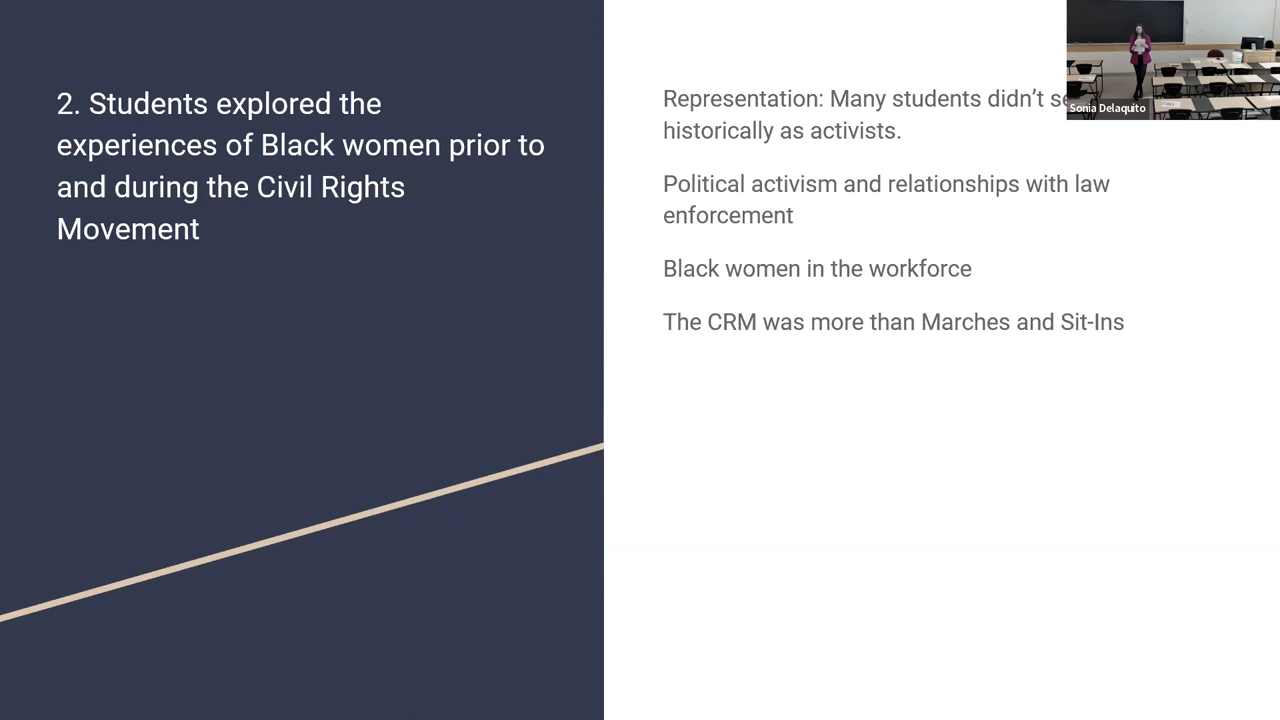 2. Students explored the
experiences of Black women prior to
and during the Civil Rights
Movement
Representation: Many students didn’t
historically as activists.
Political activism and relationships with law
enforcement
Black women in the workforce
The CRM was more than Marches and Sit-Ins
Sonia Delaquito